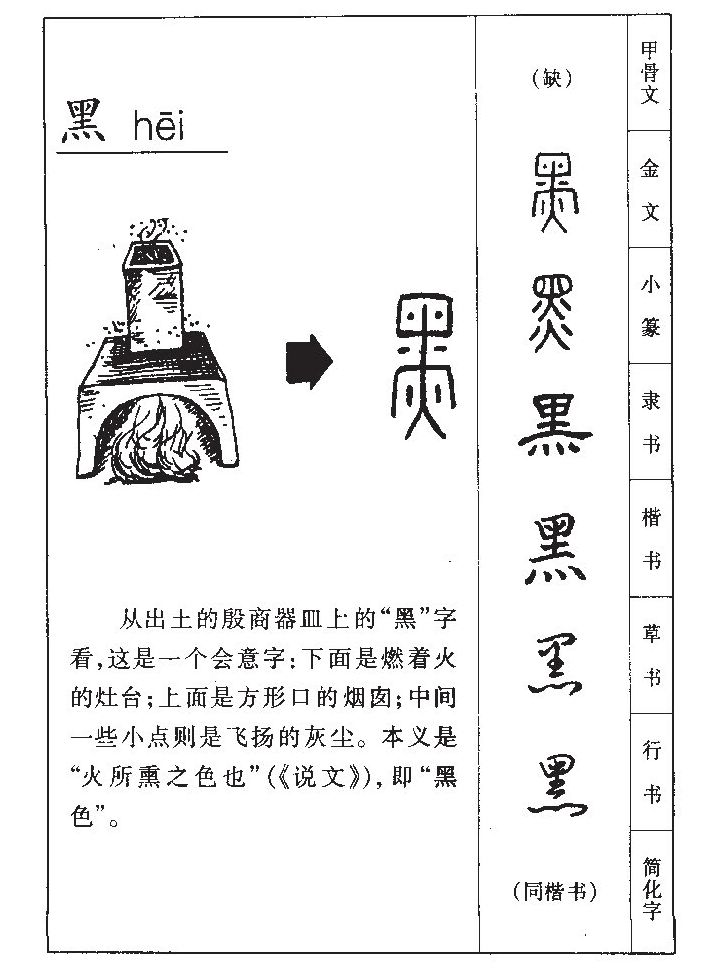 黑 hēi
黑
从出土的殷商器皿上的“黑”字
看,这是一个会意字:下面是燃着火
的灶台;上面是方形口的烟囱;中间
一些小点则是飞扬的灰尘。本义是
“火所熏之色也”(《说文》),即“黑
色”。
(缺)
甲骨文
黑
金文
黑
小篆
黑
隶书
黑
楷书
黑
草书
黑
行书
(同楷书)
简化字